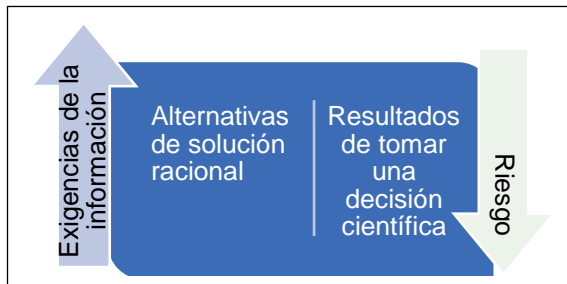 Exigencias de la
información
Alternativas
de solución
racional
Resultados
de tomar
una
decisión
científica
Riesgo